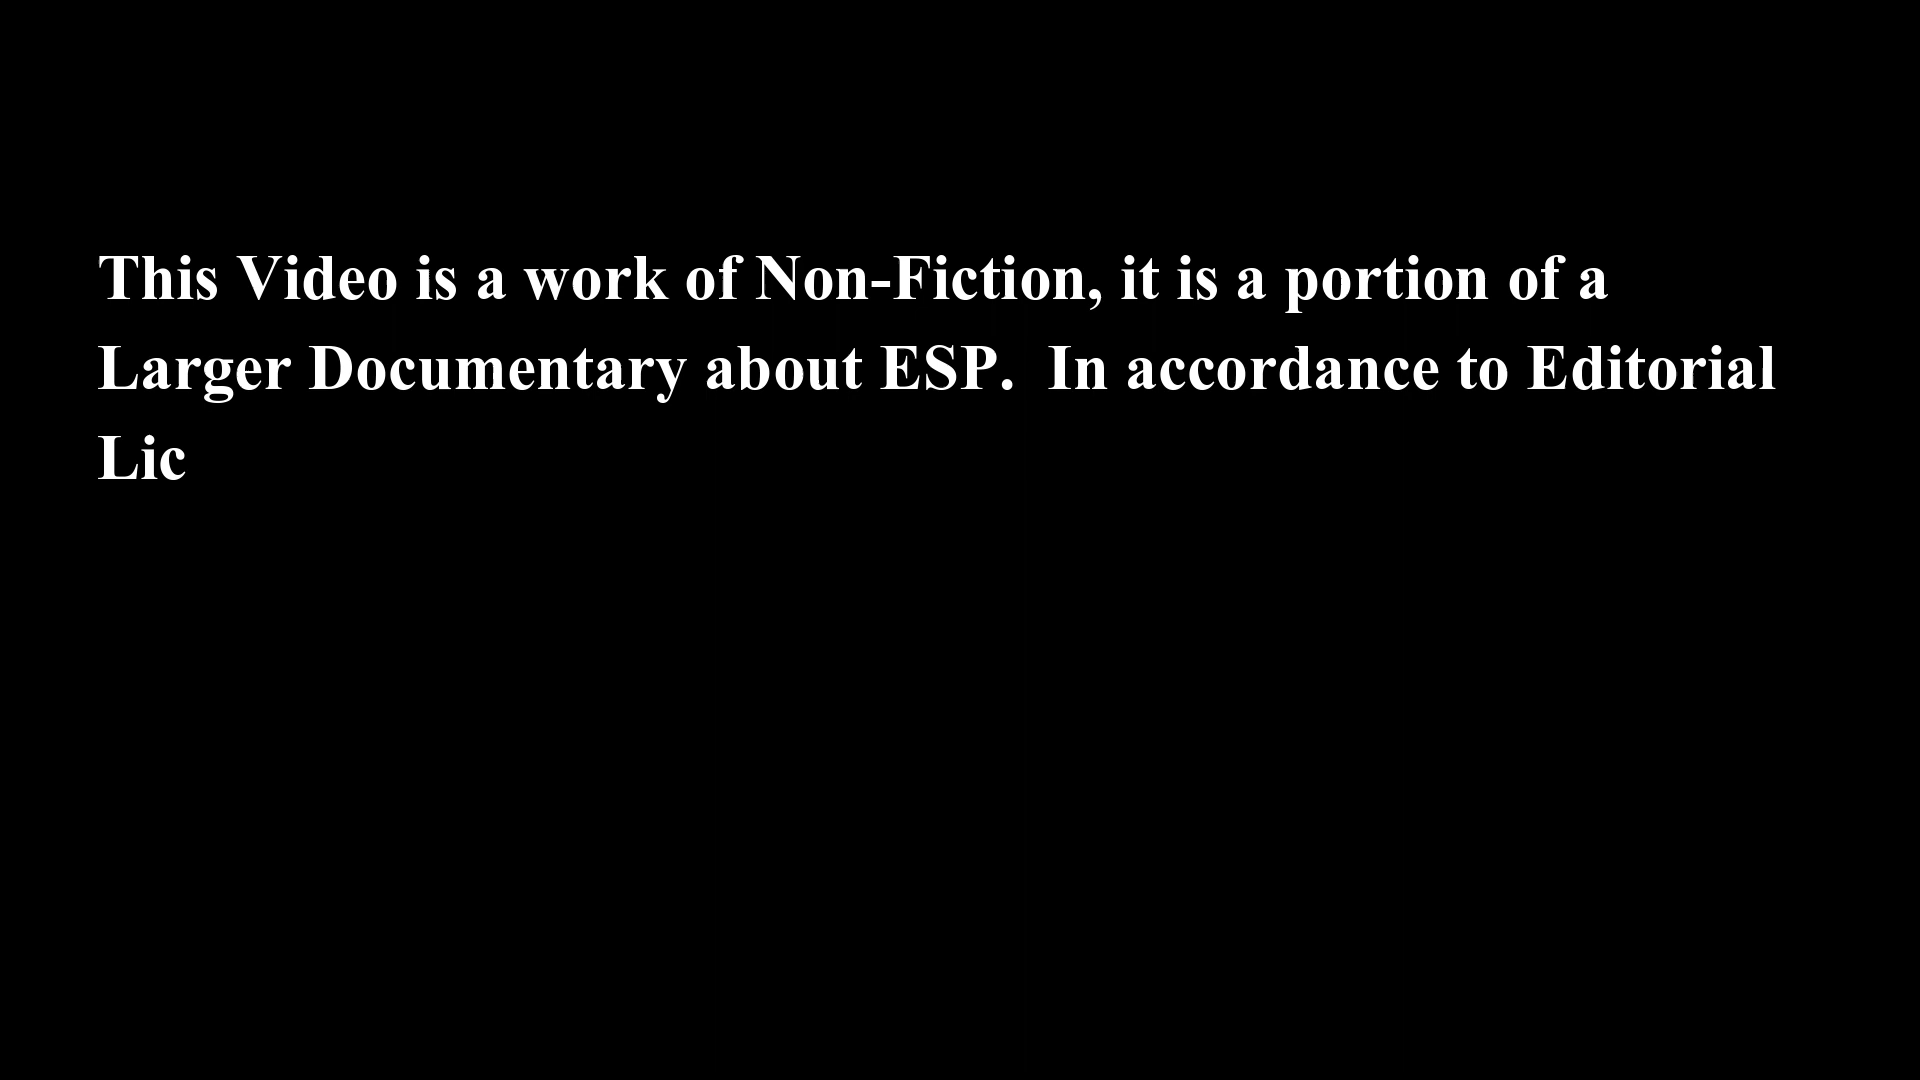 This Video is a work of Non-Fiction, it is a portion of a
Larger Documentary about ESP.  In accordance to Editorial
Lic